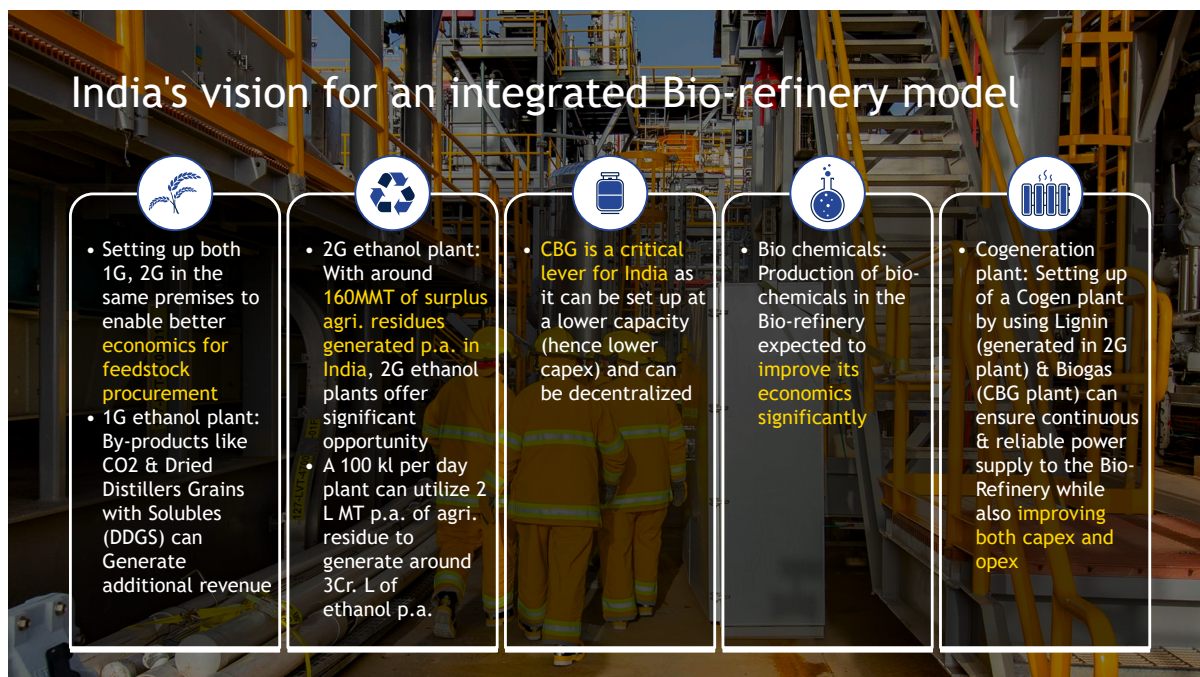 India's vision for an integrated Bio-refinery model
• Setting up both
1G, 2G in the
same premises to
enable better
economics for
feedstock
procurement
• 1G ethanol plant:
By-products like
CO2 & Dried
Distillers Grains
with Solubles
(DDGS) can
Generate
additional revenue
• 2G ethanol plant:
With around
160MMT of surplus
agri. residues
generated p.a. in
India, 2G ethanol
plants offer
significant
opportunity
• A 100 kl per day
plant can utilize 2
L MT p.a. of agri.
residue to
generate around
3Cr. L of
ethanol p.a.
• CBG is a critical
lever for India as
it can be set up at
a lower capacity
(hence lower
capex) and can
be decentralized
• Bio chemicals:
Production of bio-
chemicals in the
Bio-refinery
expected to
improve its
economics
significantly
• Cogeneration
plant: Setting up
of a Cogen plant
by using Lignin
(generated in 2G
plant) & Biogas
(CBG plant) can
ensure continuous
& reliable power
supply to the Bio-
Refinery while
also improving
both capex and
opex